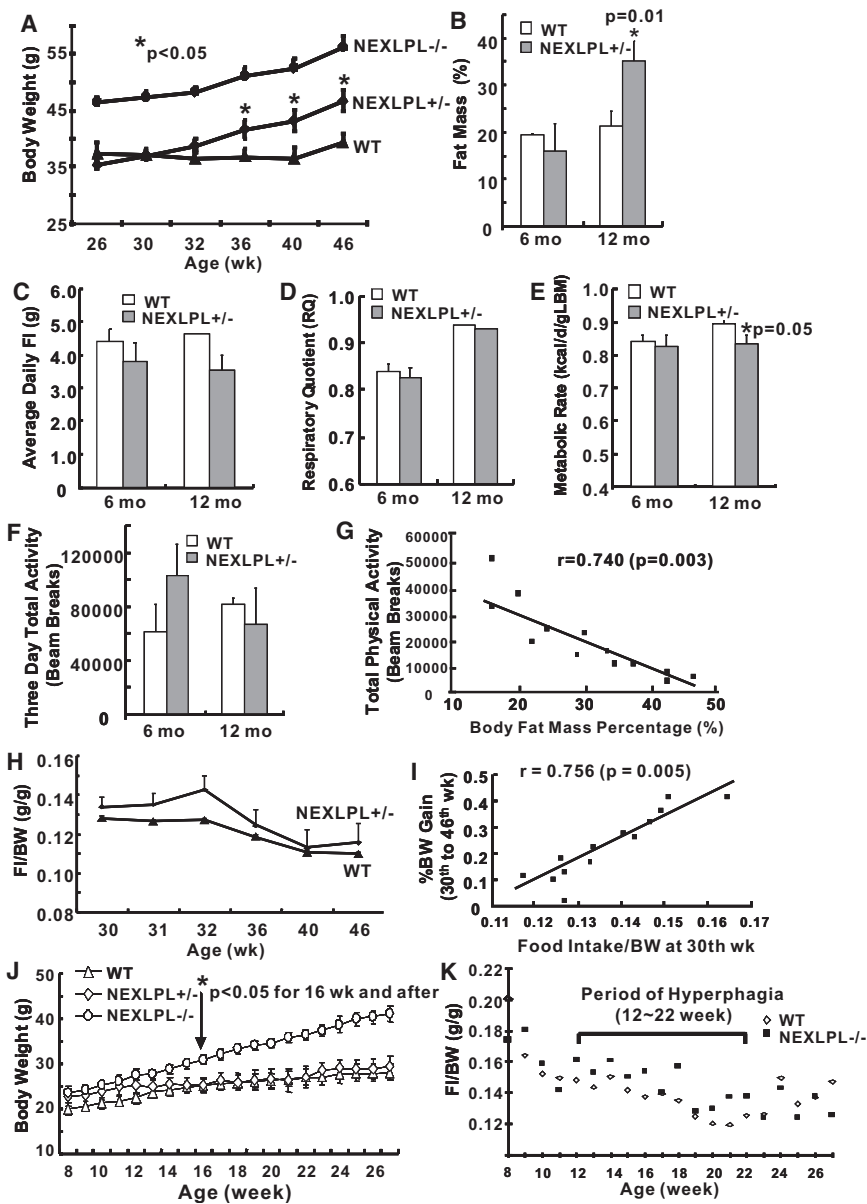 A
*p<0.05
NEXLPL-/-
NEXLPL+/-
WT
Body Weight (g)
55
45
35
25
26 30 32 36 40 46
Age (wk)
* * *
B
WT
NEXLPL+/-
p=0.01
*
Fat Mass (%)
40
30
20
10
0
6 mo 12 mo
C
WT
NEXLPL+/-
Average Daily FI (g)
6.0
5.0
4.0
3.0
2.0
1.0
0
6 mo 12 mo
D
WT
NEXLPL+/-
Respiratory Quotient (RQ)
1.0
0.9
0.8
0.7
0.6
6 mo 12 mo
E
WT
NEXLPL+/-
*p=0.05
Metabolic Rate (kcal/d/gLBM)
1.0
0.9
0.8
0.7
0.6
0.5
0.4
6 mo 12 mo
F
WT
NEXLPL+/-
Three Day Total Activity
(Beam Breaks)
120000
80000
40000
0
6 mo 12 mo
G
r=0.740 (p=0.003)
Total Physical Activity
(Beam Breaks)
60000
50000
40000
30000
20000
10000
0
10 20 30 40 50
Body Fat Mass Percentage (%)
H
NEXLPL+/-
WT
FI/BW (g/g)
0.16
0.14
0.12
0.10
0.08
30 31 32 36 40 46
Age (wk)
I
r = 0.756 (p = 0.005)
%BW Gain
(30th to 46th wk)
0.5
0.4
0.3
0.2
0.1
0
0.11 0.12 0.13 0.14 0.15 0.16 0.17
Food Intake/BW at 30th wk
J
WT
NEXLPL+/-
NEXLPL-/-
*
p<0.05 for 16 wk and after
Body Weight (g)
50
40
30
20
10
8 10 12 14 16 18 20 22 24 26
Age (week)
K
Period of Hyperphagia
(12~22 week)
WT
NEXLPL-/-
FI/BW (g/g)
0.22
0.20
0.18
0.16
0.14
0.12
8 10 12 14 16 18 20 22 24 26
Age (week)